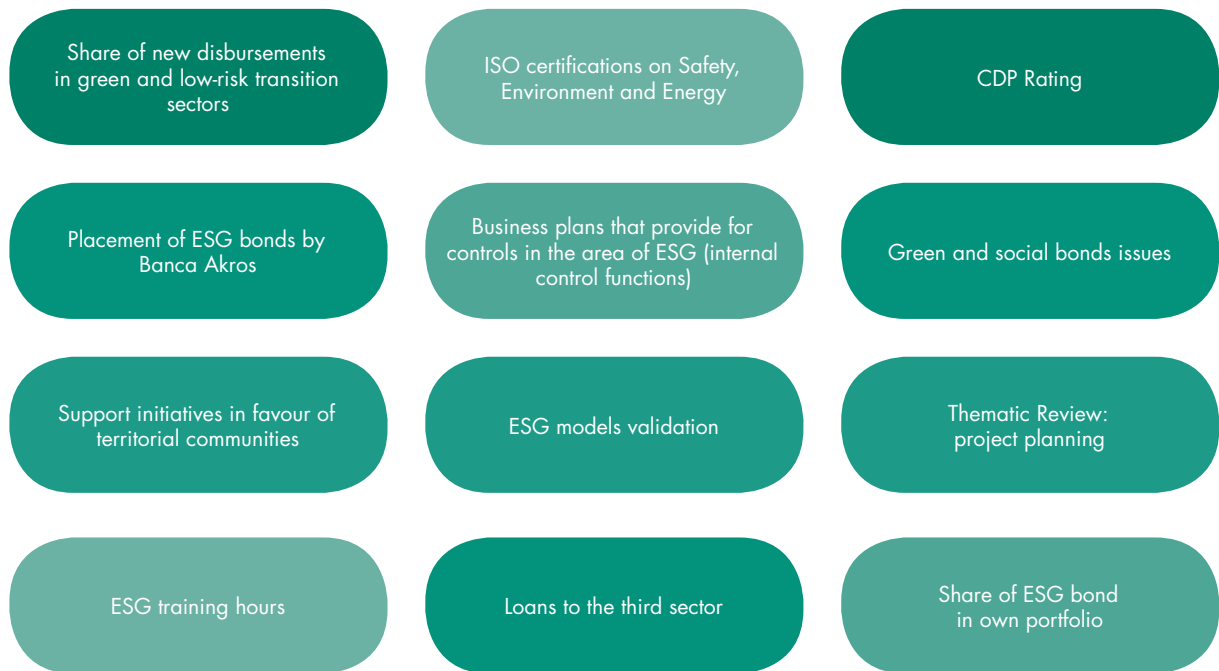 Share of new disbursements
in green and low-risk transition
sectors
ISO certifications on Safety,
Environment and Energy
CDP Rating
Placement of ESG bonds by
Banca Akros
Business plans that provide for
controls in the area of ESG (internal
control functions)
Green and social bonds issues
Support initiatives in favour of
territorial communities
ESG models validation
Thematic Review:
project planning
ESG training hours
Loans to the third sector
Share of ESG bond
in own portfolio